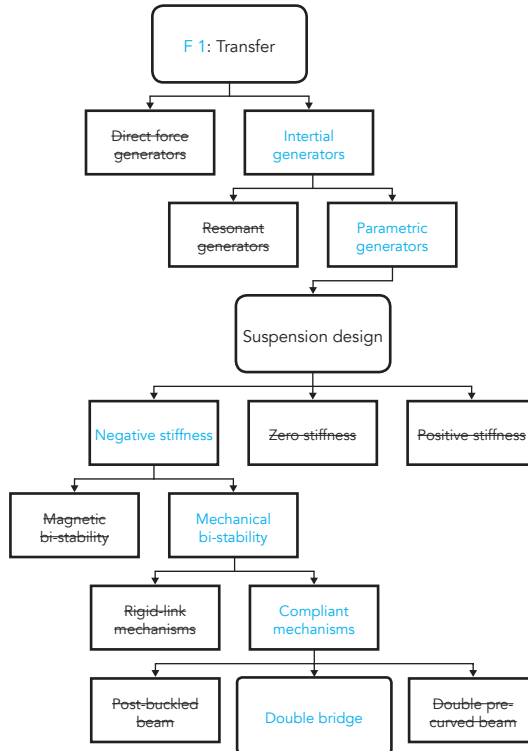 F 1: Transfer
Direct force
generators
Intertial
generators
Resonant
generators
Parametric
generators
Suspension design
Negative stiffness
Zero stiffness
Positive stiffness
Magnetic
bi-stability
Mechanical
bi-stability
Rigid-link
mechanisms
Compliant
mechanisms
Post-buckled
beam
Double bridge
Double pre-
curved beam